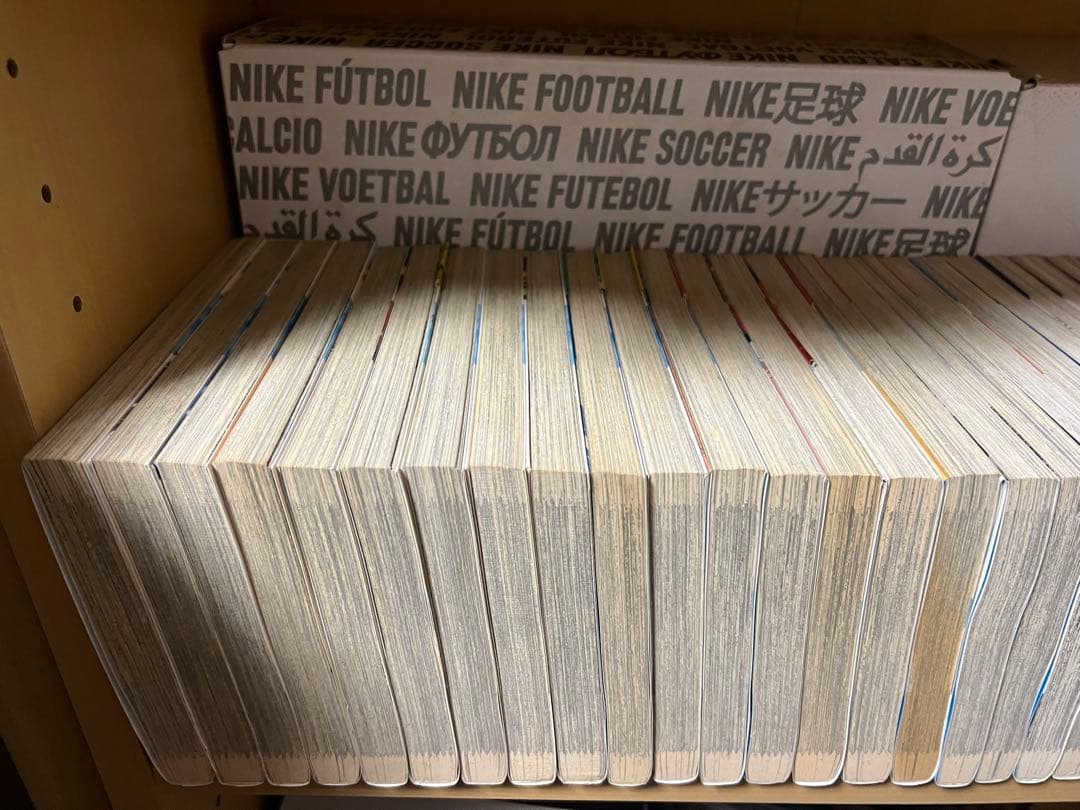 NIKE FÚTBOL NIKE FOOTBALL NIKE足球 NIKE VOE
CALCIO NIKE ФУТБОЛ NIKE SOCCER NIKE كرة القدم
NIKE VOETBAL NIKE FUTEBOL NIKEサッカー NIKE
كرة القدم NIKE FÚTBOL NIKE FOOTBALL NIKE足球